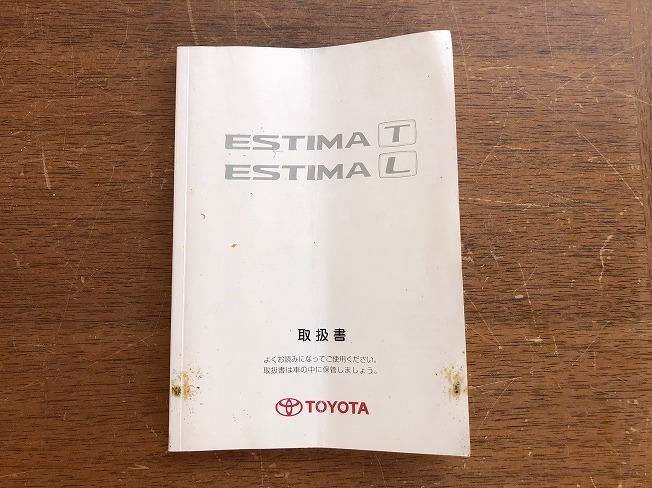 ESTIMA T
ESTIMA L
取扱書
よくお読みになってご使用ください。
取扱書は車の中に保管しましょう。
TOYOTA